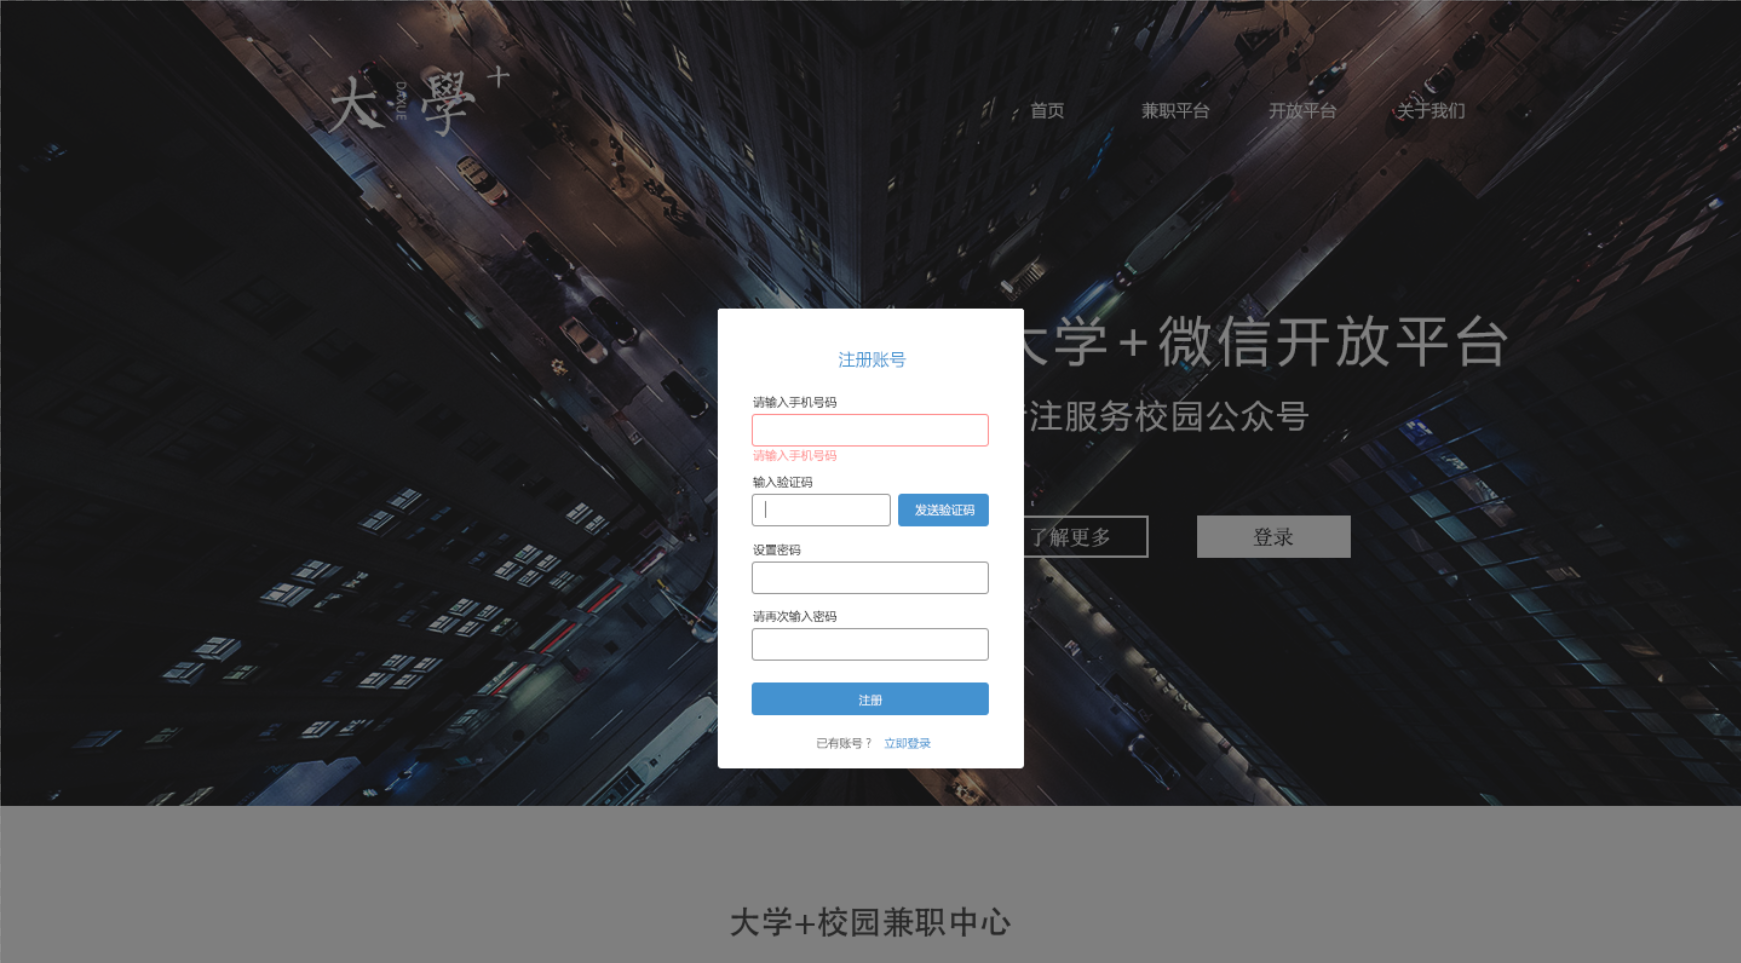 大學+
DAXUE
首页
兼职平台
开放平台
关于我们
大学+微信开放平台
注服务校园公众号
了解更多
登录
注册账号
请输入手机号码
请输入手机号码
输入验证码
发送验证码
设置密码
请再次输入密码
注册
已有账号？ 立即登录
大学+校园兼职中心